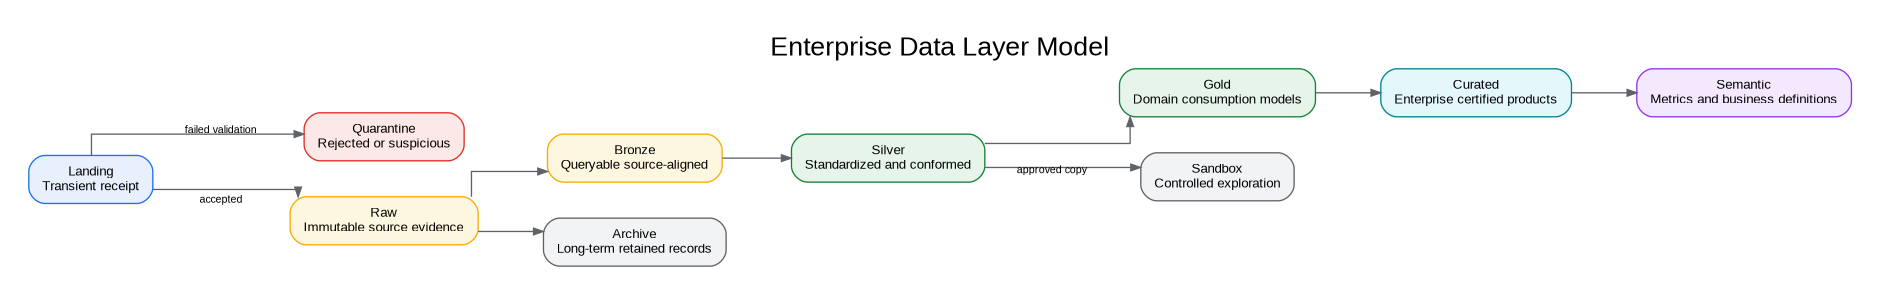 Enterprise Data Layer Model
Landing
Transient receipt
failed validation
accepted
Quarantine
Rejected or suspicious
Raw
Immutable source evidence
Bronze
Queryable source-aligned
Archive
Long-term retained records
Silver
Standardized and conformed
approved copy
Gold
Domain consumption models
Sandbox
Controlled exploration
Curated
Enterprise certified products
Semantic
Metrics and business definitions